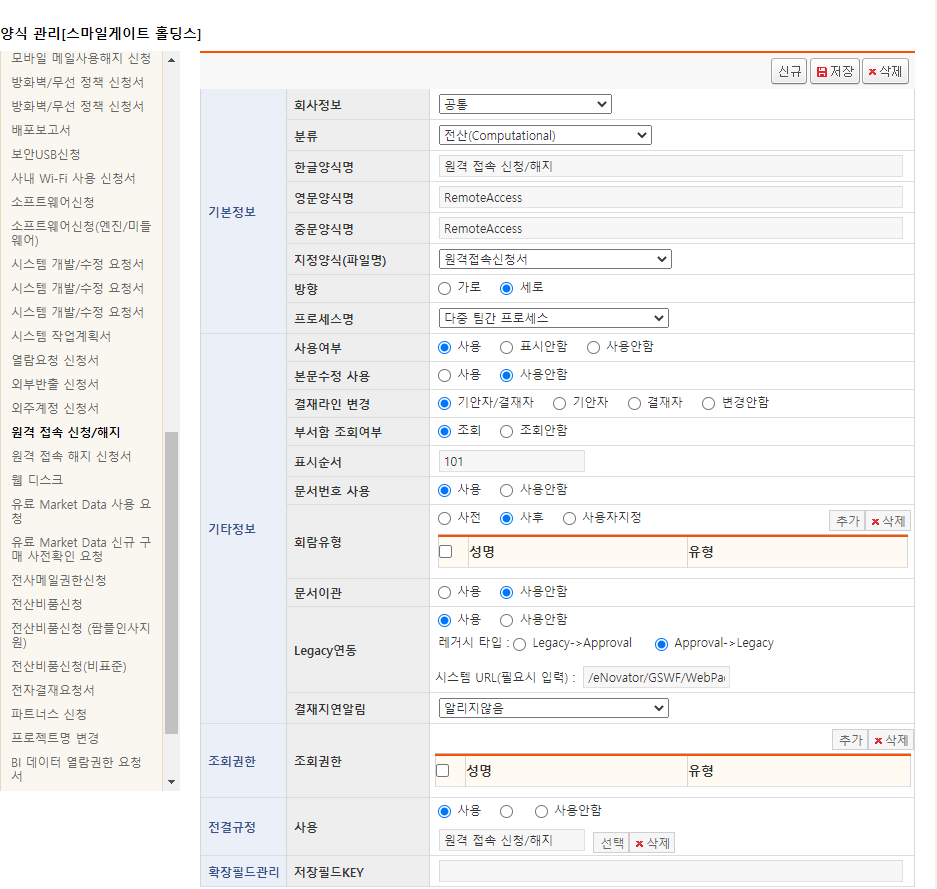 양식 관리[스마일게이트 홀딩스]
모바일 메일사용해지 신청
방화벽/무선 정책 신청서
방화벽/무선 정책 신청서
배포보고서
보안USB신청
사내 Wi-Fi 사용 신청서
소프트웨어신청
소프트웨어신청(엔진/미들
웨어)
시스템 개발/수정 요청서
시스템 개발/수정 요청서
시스템 개발/수정 요청서
시스템 작업계획서
열람요청 신청서
외부반출 신청서
외주계정 신청서
원격 접속 신청/해지
원격 접속 해지 신청서
웹 디스크
유료 Market Data 사용 요
청
유료 Market Data 신규 구
매 사전확인 요청
전사메일권한신청
전산비품신청
전산비품신청 (팜플인사지
원)
전산비품신청(비표준)
전자결재요청서
파트너스 신청
프로젝트명 변경
BI 데이터 열람권한 요청
서
신규 저장 삭제
기본정보
회사정보 공통
분류 전산(Computational)
한글양식명 원격 접속 신청/해지
영문양식명 RemoteAccess
중문양식명 RemoteAccess
지정양식(파일명) 원격접속신청서
방향 가로 세로
프로세스명 다중 팀간 프로세스
기타정보
사용여부 사용 표시안함 사용안함
본문수정 사용 사용 사용안함
결재라인 변경 기안자/결재자 기안자 결재자 변경안함
부서함 조회여부 조회 조회안함
표시순서 101
문서번호 사용 사용 사용안함
회람유형 사전 사후 사용자지정 추가 삭제
성명 유형
문서이관 사용 사용안함
Legacy연동 사용 사용안함
레거시 타입 : Legacy->Approval Approval->Legacy
시스템 URL(필요시 입력) : /eNovator/GSWF/WebPa
결재지연알림 알리지않음
조회권한 조회권한 추가 삭제
성명 유형
전결규정 사용 사용 사용안함
원격 접속 신청/해지 선택 삭제
확장필드관리 저장필드KEY